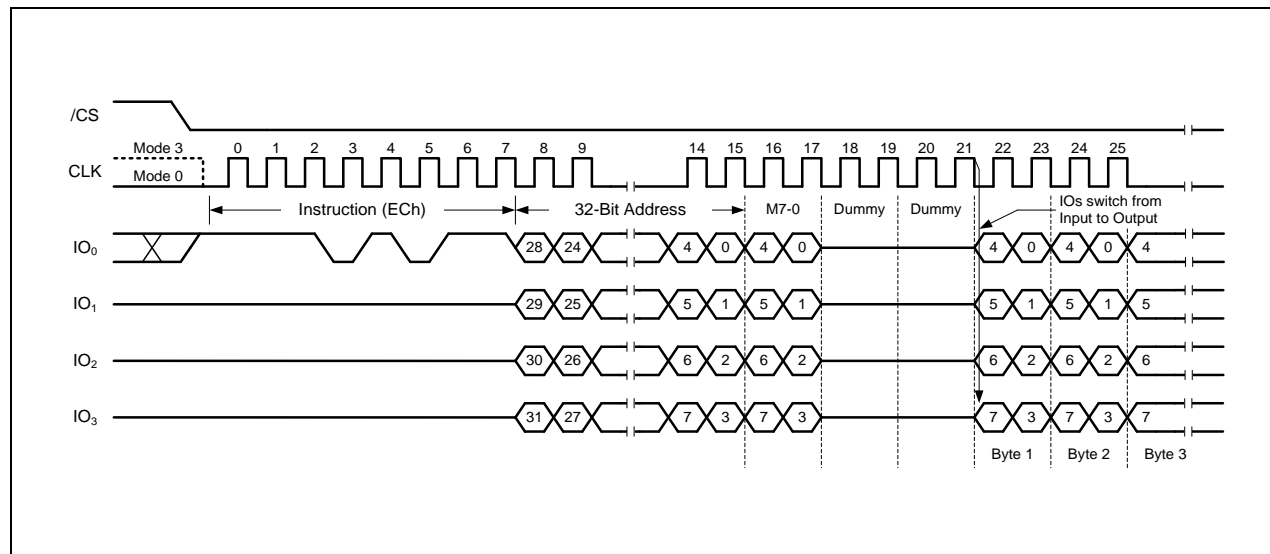 /CS
Mode 3 0 1 2 3 4 5 6 7 8 9 14 15 16 17 18 19 20 21 22 23 24 25
CLK
Mode 0
Instruction (ECh) 32-Bit Address M7-0 Dummy Dummy IOs switch from
Input to Output
IO0 28 24 4 0 4 0 4 0 4 0 4
IO1 29 25 5 1 5 1 5 1 5 1 5
IO2 30 26 6 2 6 2 6 2 6 2 6
IO3 31 27 7 3 7 3 7 3 7 3 7
Byte 1 Byte 2 Byte 3